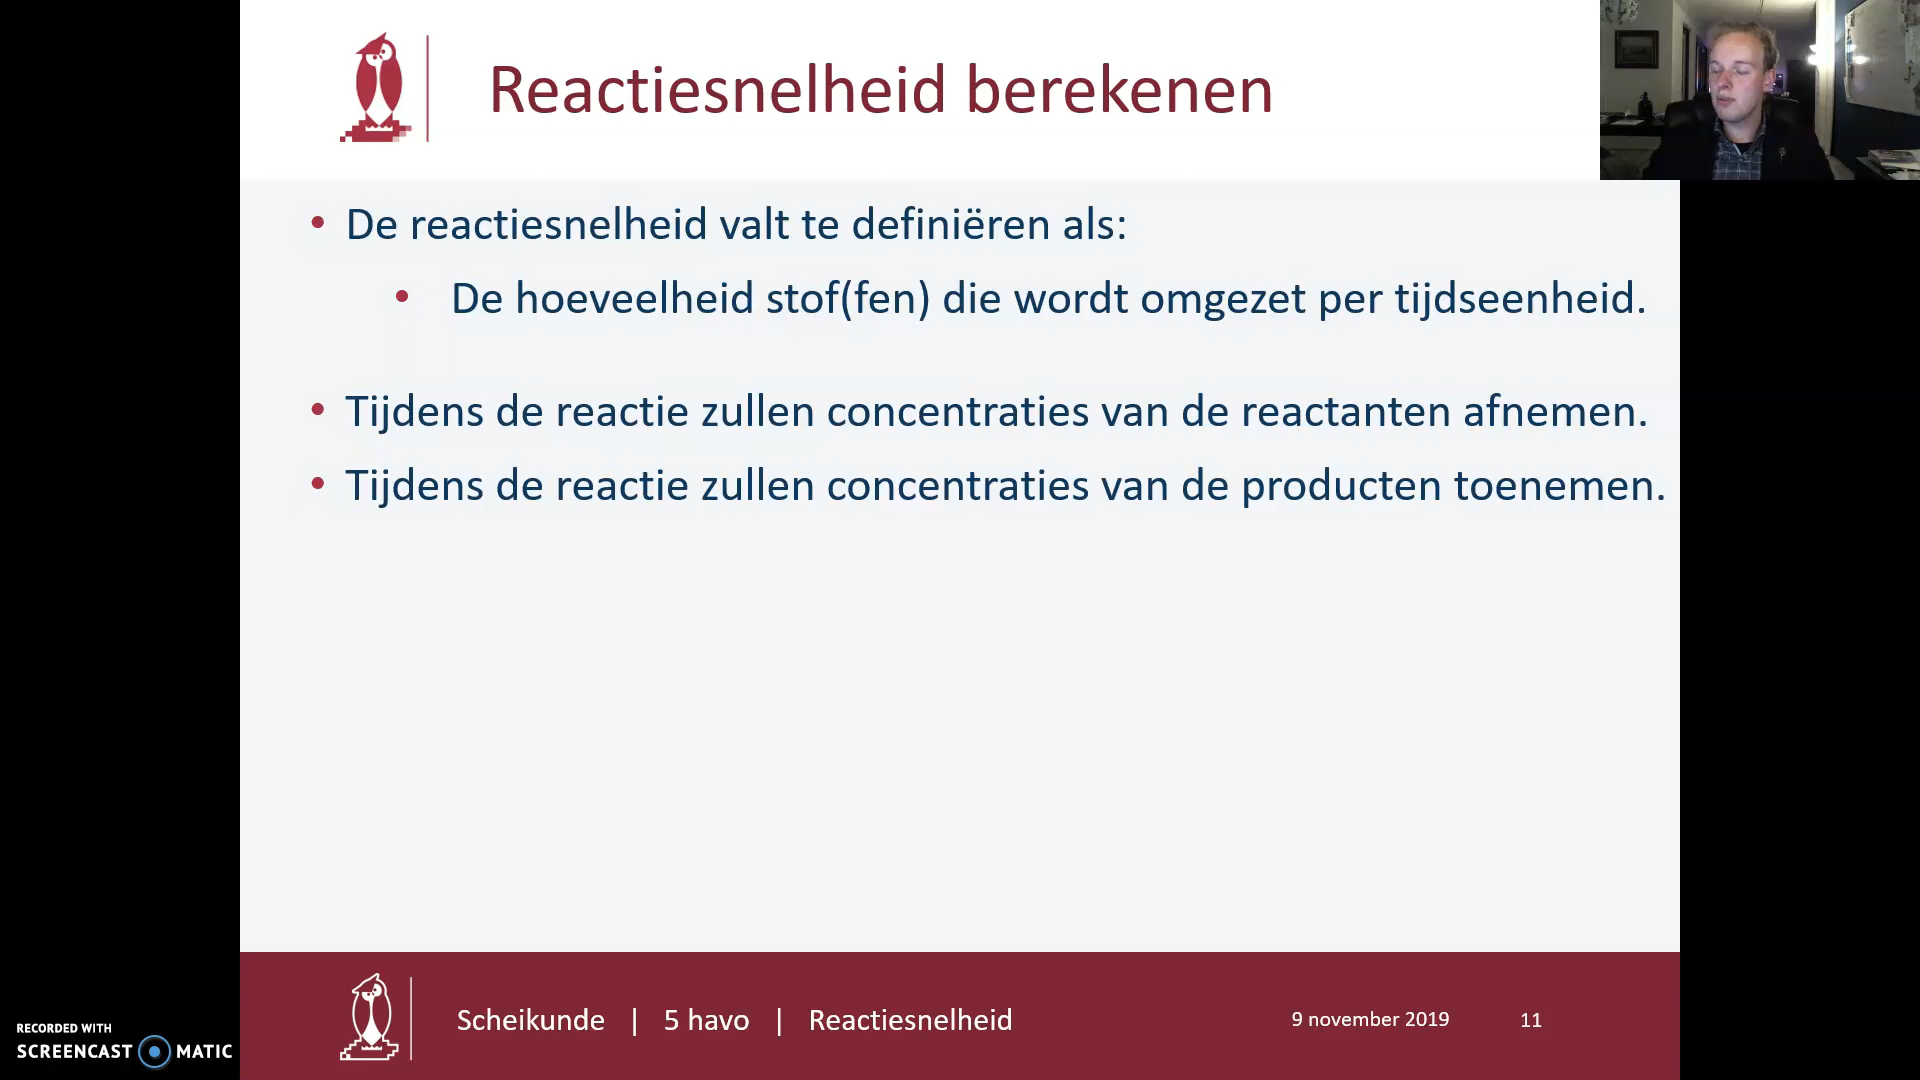 Reactiesnelheid berekenen
• De reactiesnelheid valt te definiëren als:
• De hoeveelheid stof(fen) die wordt omgezet per tijdseenheid.
• Tijdens de reactie zullen concentraties van de reactanten afnemen.
• Tijdens de reactie zullen concentraties van de producten toenemen.
Scheikunde | 5 havo | Reactiesnelheid
9 november 2019
11
RECORDED WITH
SCREENCAST MATIC